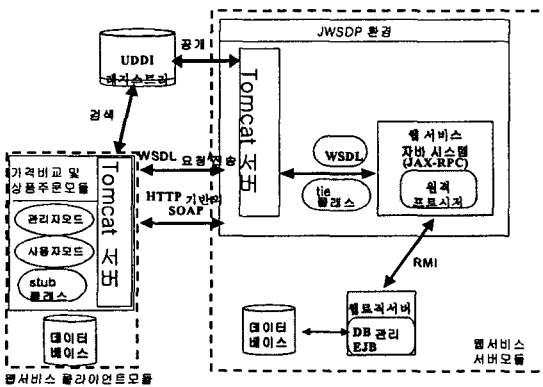 JWSDP 환경
UDDI
레지스트리
공개
Tomcat 서버
검색
WSDL 요청/전송
HTTP 기반의
SOAP
가격비교 및
상품주문모듈
Tomcat 서버
관리자모드
사용자모드
stub
클래스
데이터
베이스
웹서비스 클라이언트모듈
WSDL
tie
클래스
웹 서비스
자바 시스템
(JAX-RPC)
원격
프로시저
RMI
웹로직서버
DB 관리
EJB
데이터
베이스
웹서비스
서버모듈